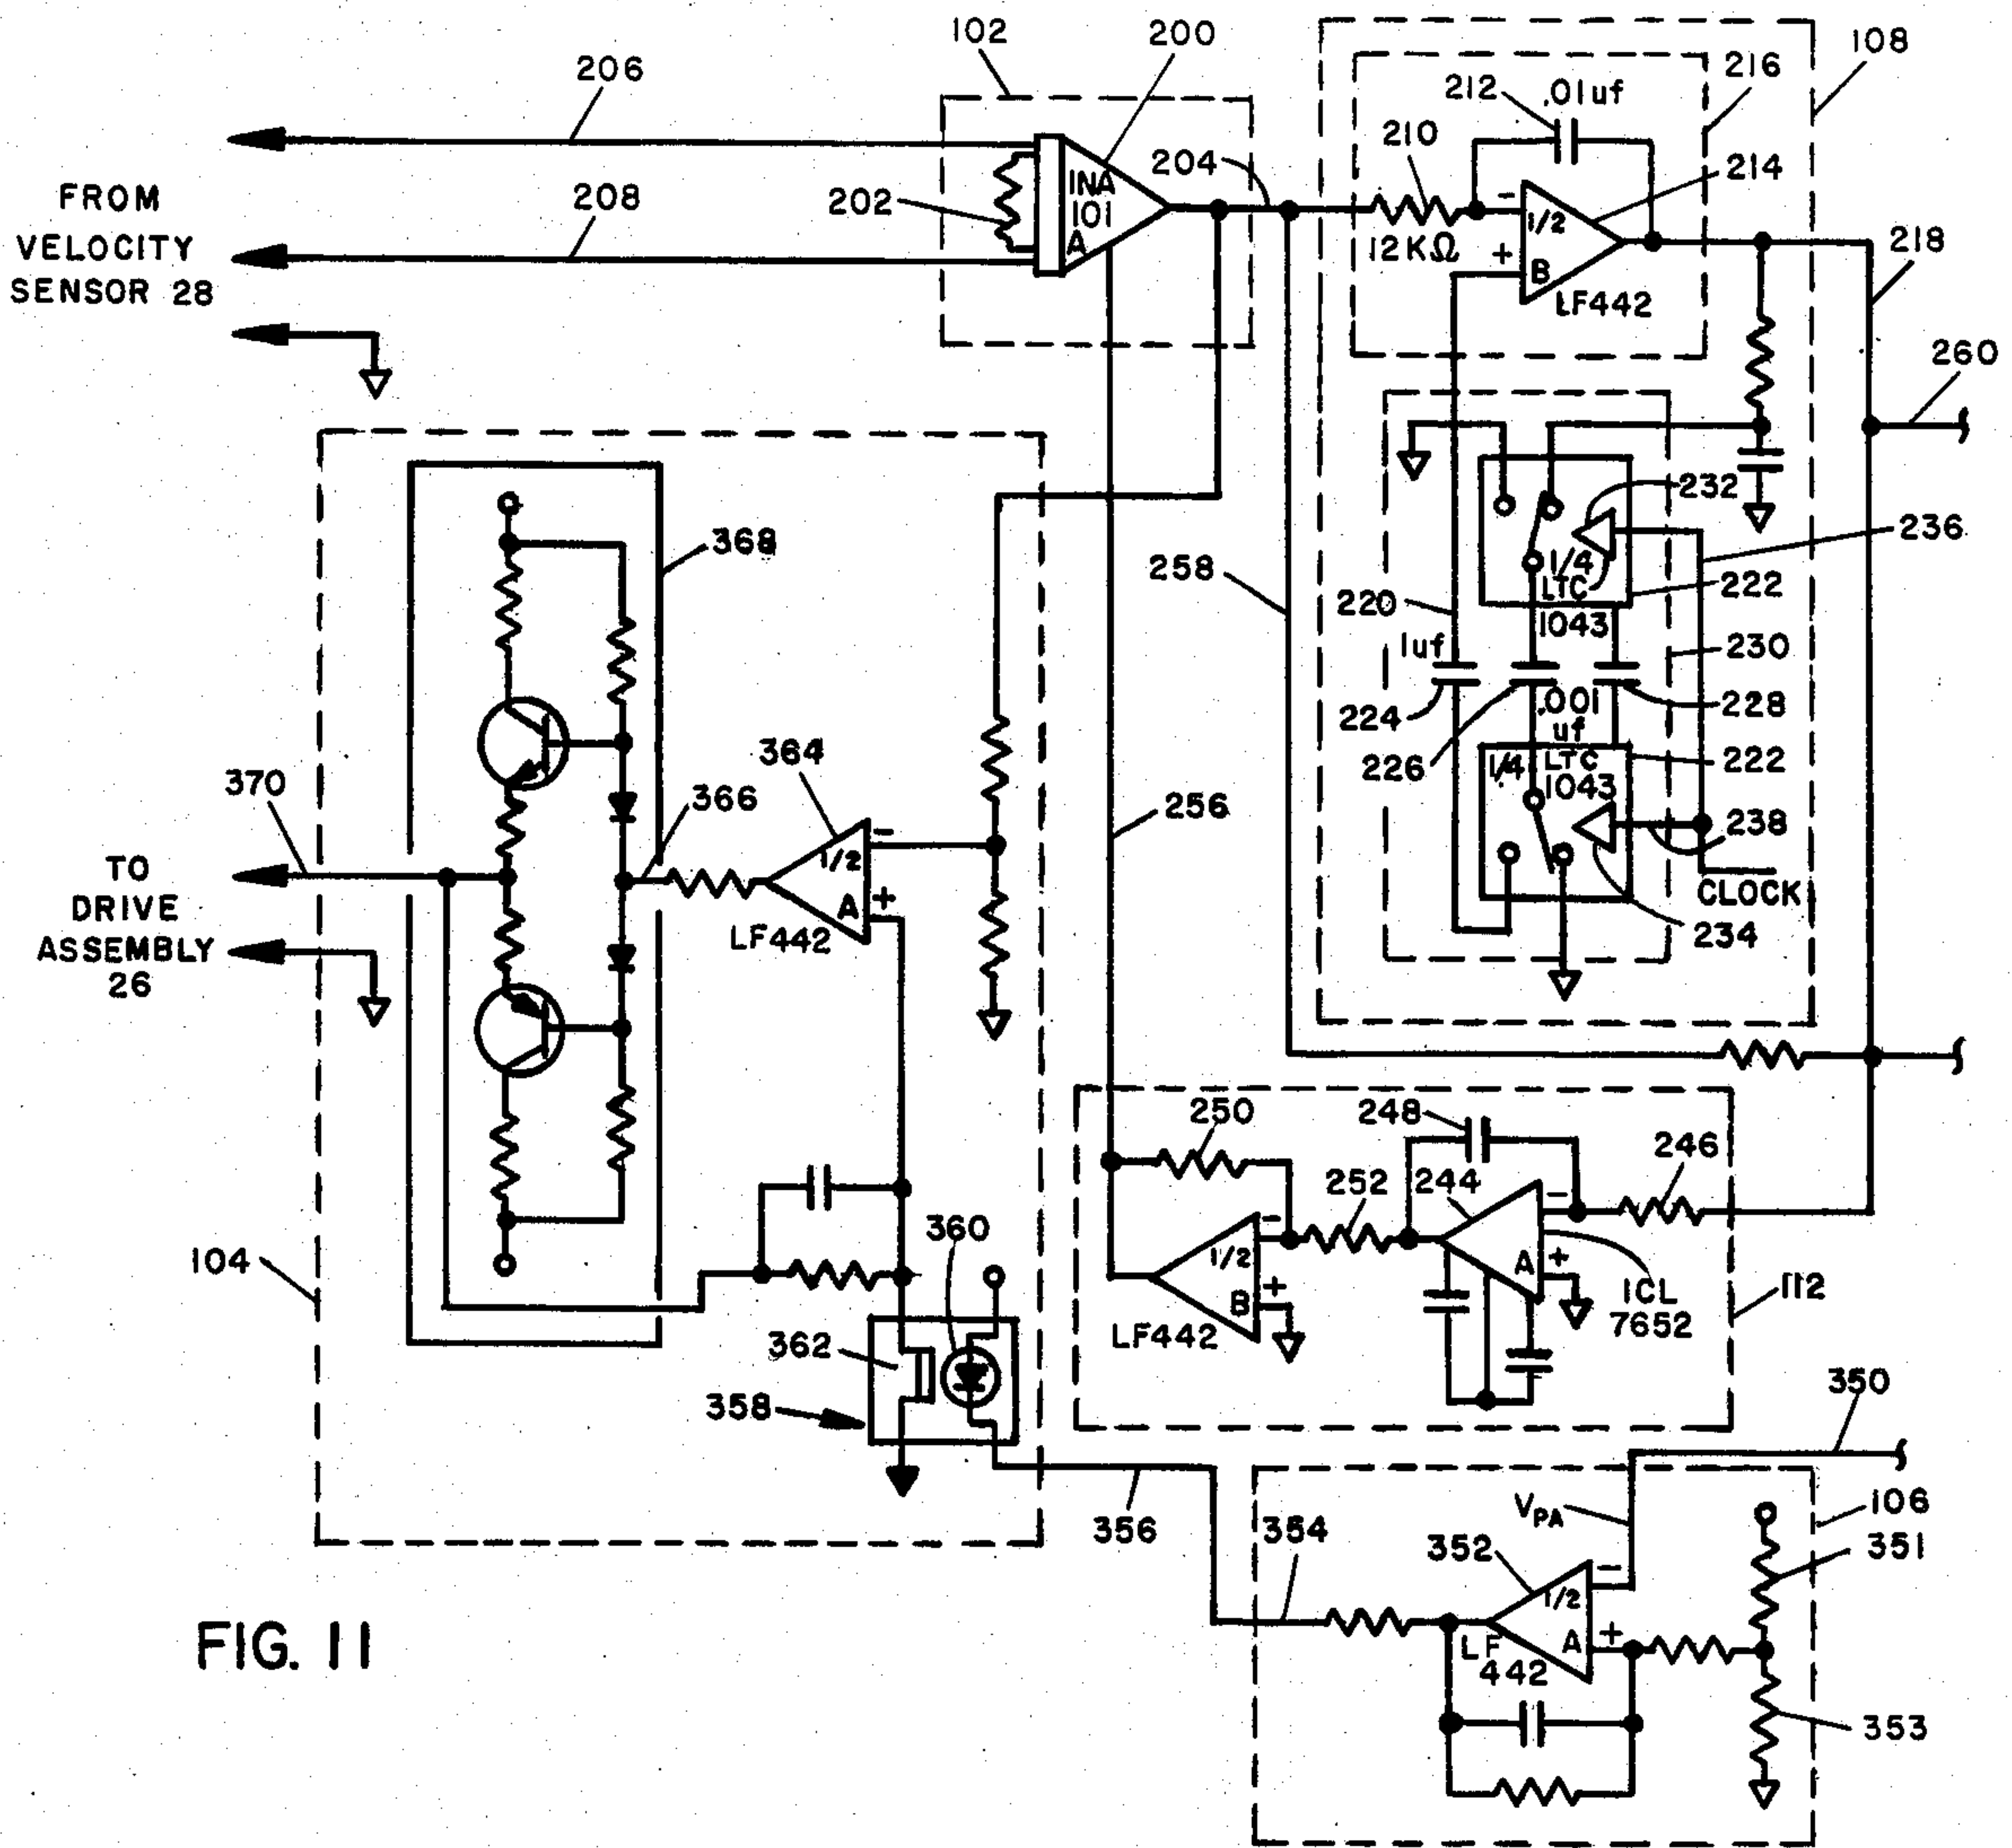 102
200
206
108
216
212
.01uf
210
204
214
FROM
VELOCITY
SENSOR 28
208
202
INA
101
A
12KΩ
-
+
1/2
B
LF442
218
260
232
236
1/4
LTC
1043
222
258
220
1uf
230
.001
uf
224
226
228
222
1/4
LTC
1043
238
CLOCK
234
368
364
366
370
TO
DRIVE
ASSEMBLY
26
1/2
-
A
+
LF442
256
250
248
246
252
244
-
1/2
-
A
+
B
+
LF442
ICL
7652
112
104
360
362
358
350
356
354
VPA
106
352
351
-
1/2
A
+
LF
442
353
FIG. 11